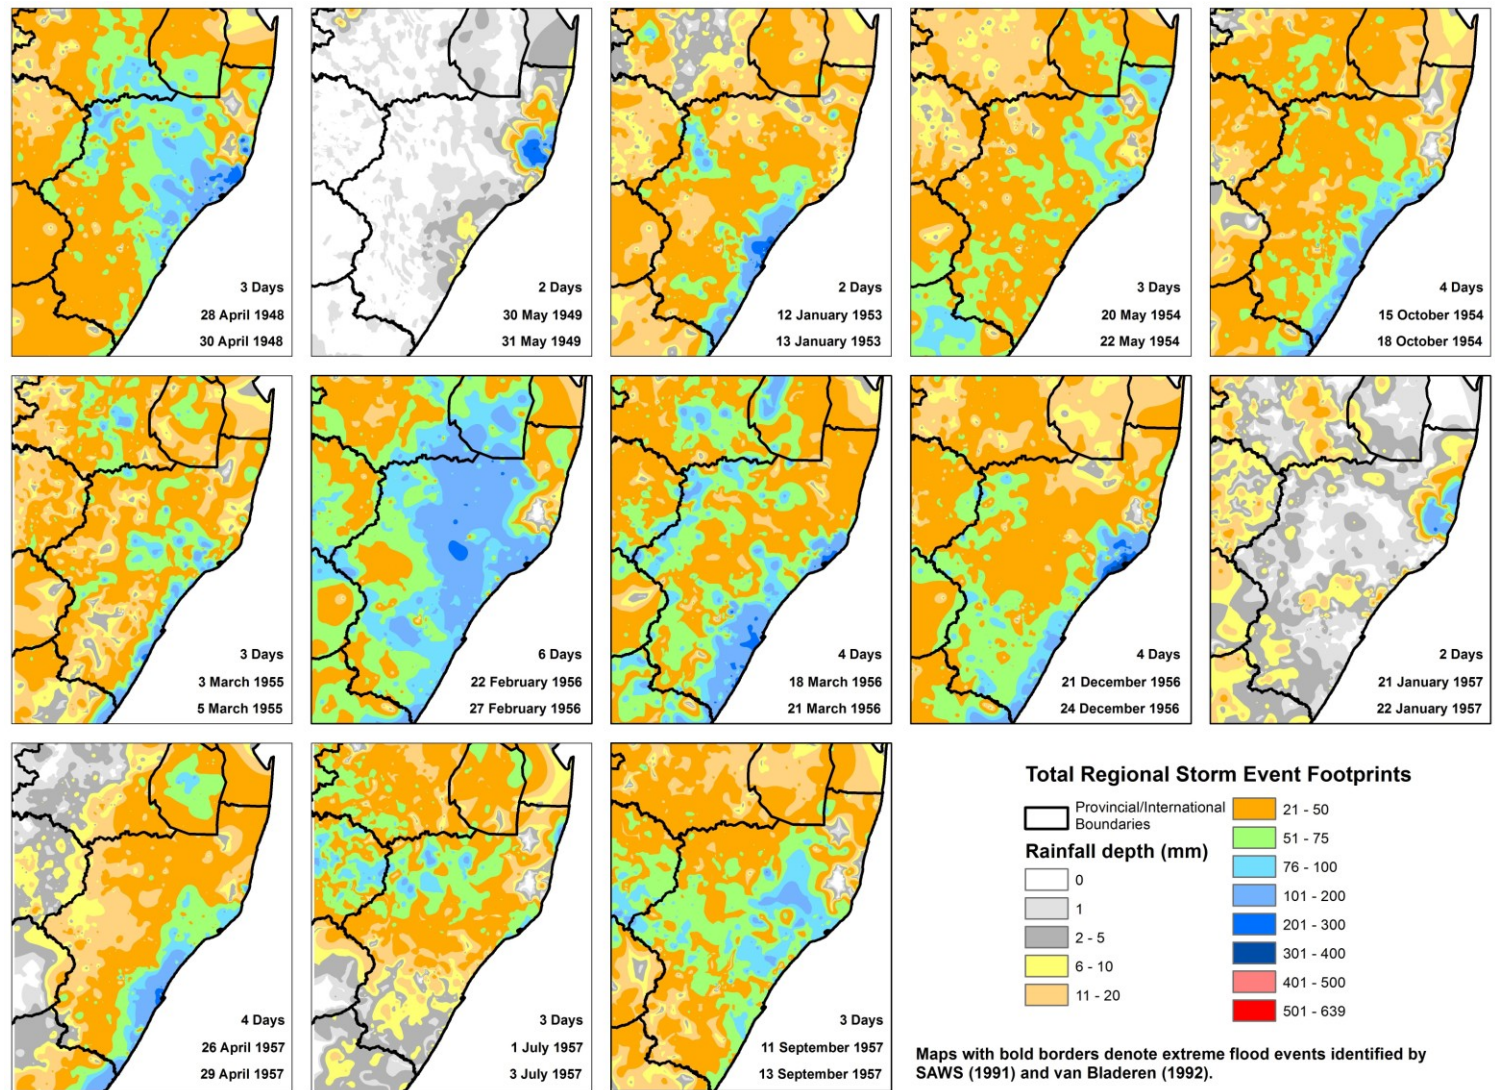 3 Days
28 April 1948
30 April 1948
2 Days
30 May 1949
31 May 1949
2 Days
12 January 1953
13 January 1953
3 Days
20 May 1954
22 May 1954
4 Days
15 October 1954
18 October 1954
3 Days
3 March 1955
5 March 1955
6 Days
22 February 1956
27 February 1956
4 Days
18 March 1956
21 March 1956
4 Days
21 December 1956
24 December 1956
2 Days
21 January 1957
22 January 1957
4 Days
26 April 1957
29 April 1957
3 Days
1 July 1957
3 July 1957
3 Days
11 September 1957
13 September 1957
Total Regional Storm Event Footprints
Provincial/International
Boundaries
Rainfall depth (mm)
0
1
2 - 5
6 - 10
11 - 20
21 - 50
51 - 75
76 - 100
101 - 200
201 - 300
301 - 400
401 - 500
501 - 639
Maps with bold borders denote extreme flood events identified by
SAWS (1991) and van Bladeren (1992).